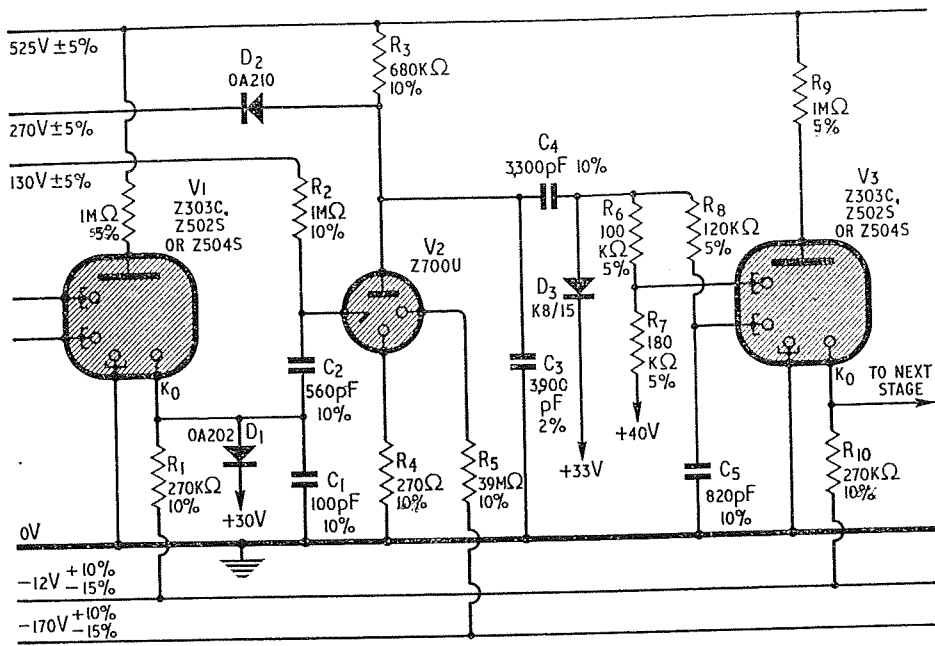 525V ±5%
270V ±5%
130V ±5%
D2
OA210
R3
680KΩ
10%
R9
1MΩ
5%
V1
Z303C,
Z502S
OR Z504S
1MΩ
5%
R2
1MΩ
10%
V2
Z700U
C4
3,300pF 10%
R6
100
KΩ
5%
R8
120KΩ
5%
V3
Z303C,
Z502S
OR Z504S
D3
K8/15
R7
180
KΩ
5%
C2
560pF
10%
C3
3,900
pF
2%
K0
K0
TO NEXT
STAGE
OA202 D1
R1
270KΩ
10%
+30V
C1
100pF
10%
R4
270Ω
10%
R5
39MΩ
10%
+33V
+40V
C5
820pF
10%
R10
270KΩ
10%
0V
-12V +10%
-15%
-170V +10%
-15%